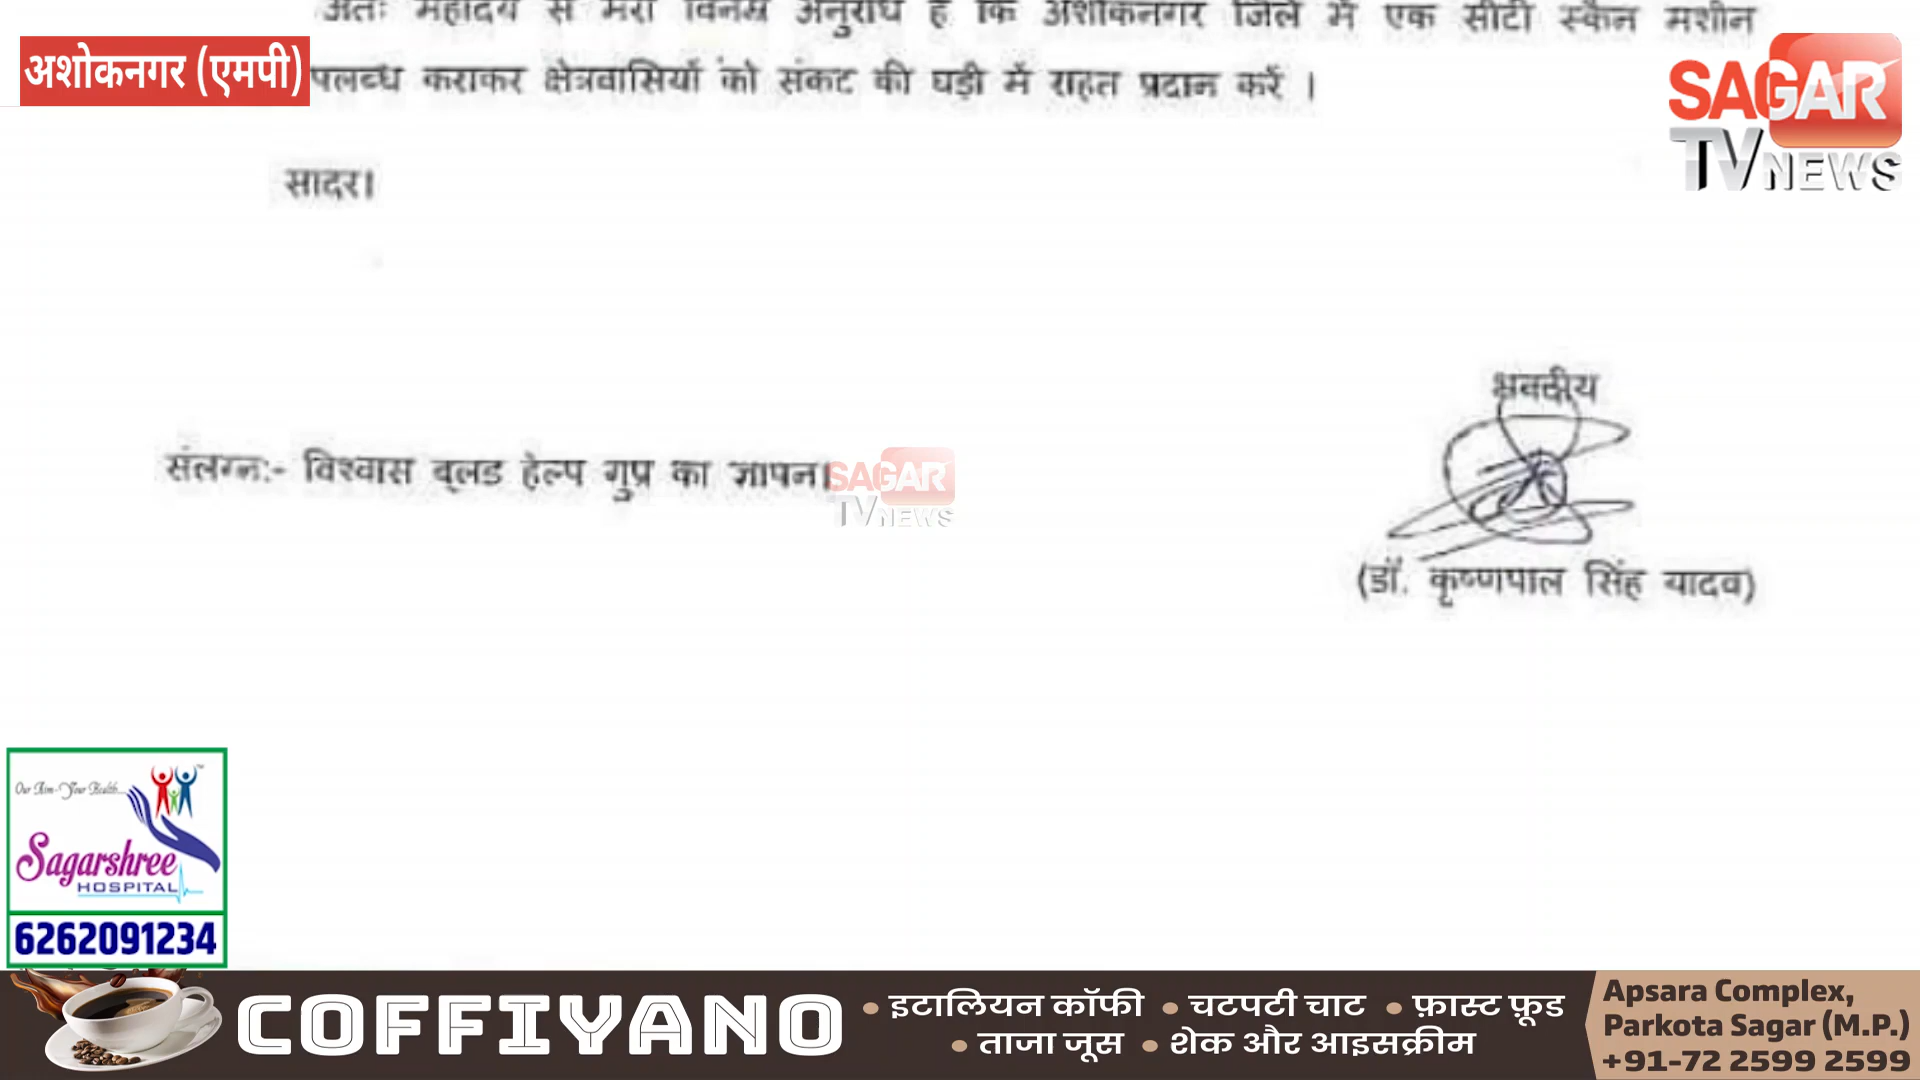 अतः महोदय से मेरा विनम्र अनुरोध है कि अशोकनगर जिले में एक सीटी स्कैन मशीन
अशोकनगर (एमपी)
पलब्ध कराकर क्षेत्रवासियों को संकट की घड़ी में राहत प्रदान करें ।
SAGAR
TV NEWS
सादर।
भवदीय
संलग्नः- विश्वास ब्लड हेल्प गुप्र का ज्ञापन।
SAGAR
TV NEWS
(डॉ. कृष्णपाल सिंह यादव)
Our Aim-Your Health...
Sagarshree
HOSPITAL
6262091234
COFFIYANO
• इटालियन कॉफी • चटपटी चाट • फ़ास्ट फ़ूड
• ताजा जूस • शेक और आइसक्रीम
Apsara Complex,
Parkota Sagar (M.P.)
+91-72 2599 2599